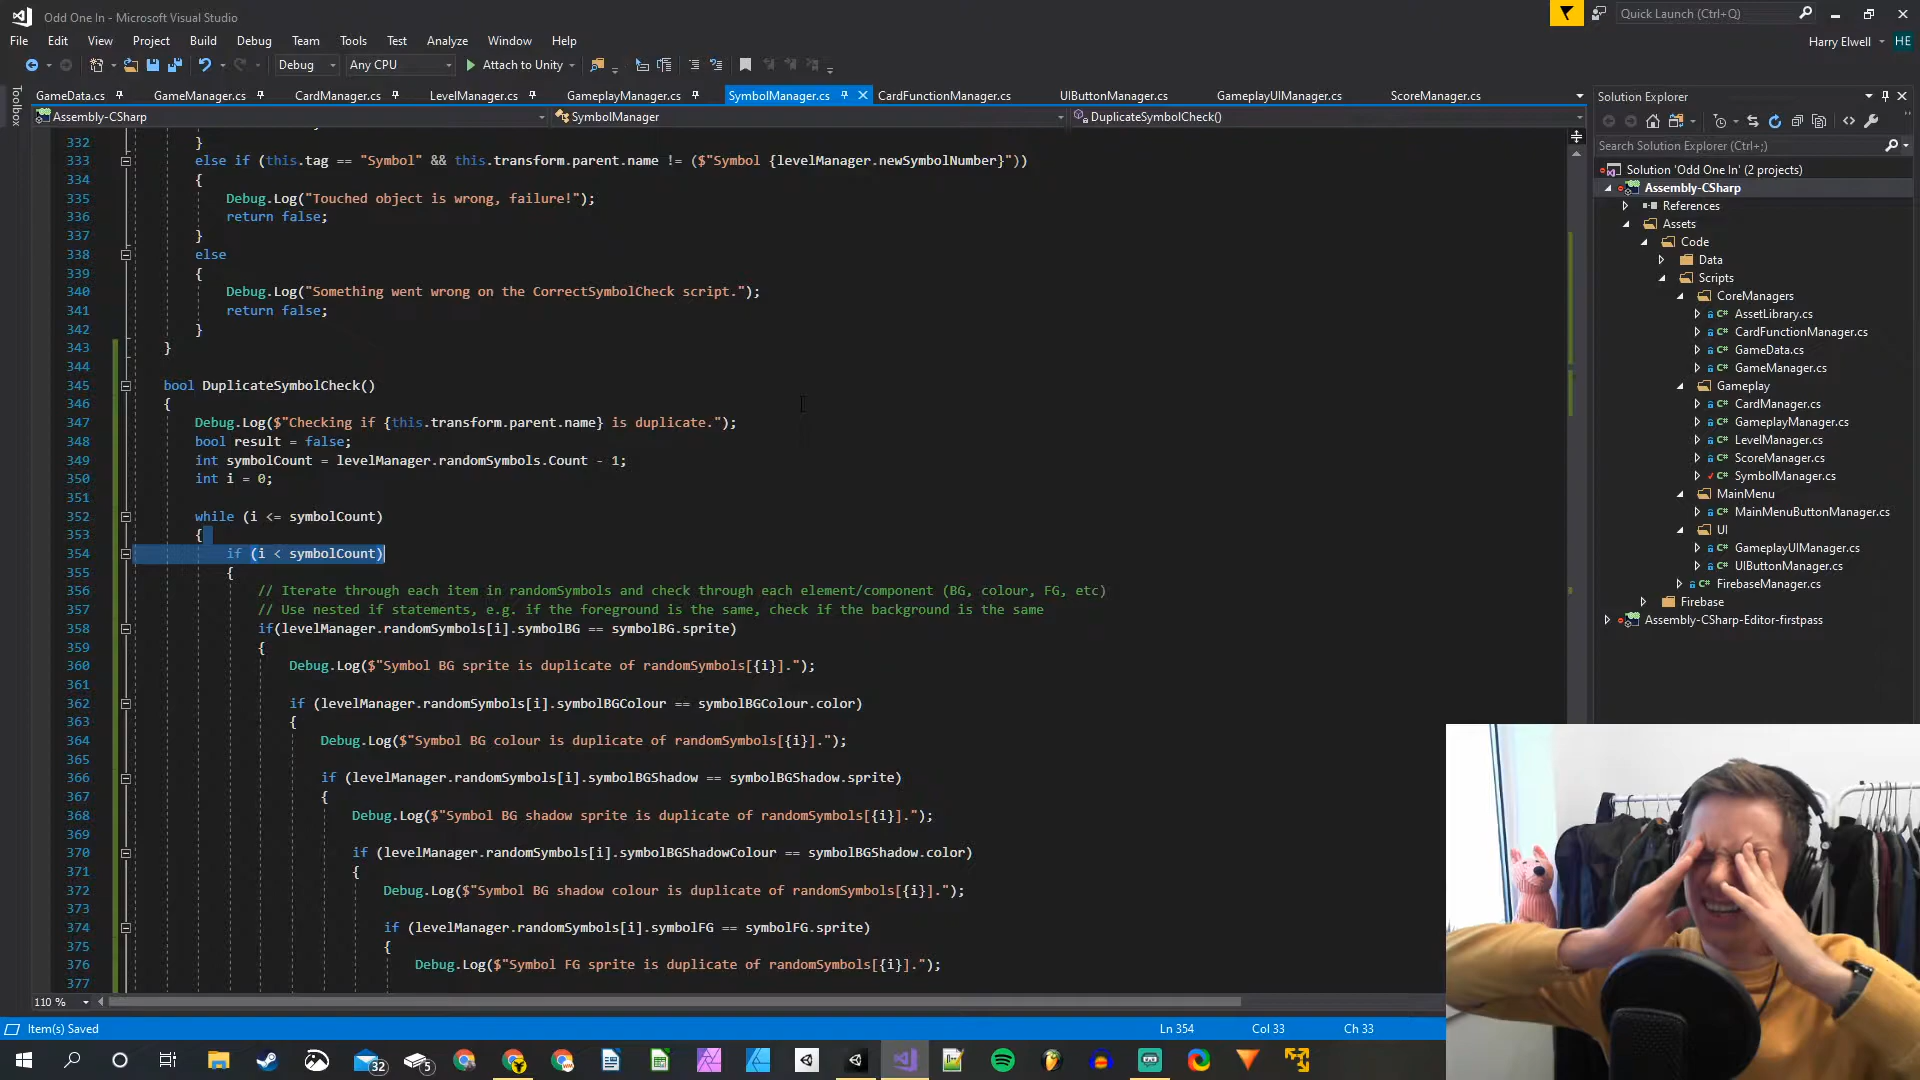 Odd One In - Microsoft Visual Studio
Quick Launch (Ctrl+Q)
File Edit View Project Build Debug Team Tools Test Analyze Window Help
Harry Elwell HE
Debug Any CPU Attach to Unity
Toolbox
GameData.cs GameManager.cs CardManager.cs LevelManager.cs GameplayManager.cs SymbolManager.cs CardFunctionManager.cs UIButtonManager.cs GameplayUIManager.cs ScoreManager.cs
Assembly-CSharp SymbolManager DuplicateSymbolCheck()
332 }
333 else if (this.tag == "Symbol" && this.transform.parent.name != ($"Symbol {levelManager.newSymbolNumber}"))
334 {
335 Debug.Log("Touched object is wrong, failure!");
336 return false;
337 }
338 else
339 {
340 Debug.Log("Something went wrong on the CorrectSymbolCheck script.");
341 return false;
342 }
343 }
344
345 bool DuplicateSymbolCheck()
346 {
347 Debug.Log($"Checking if {this.transform.parent.name} is duplicate.");
348 bool result = false;
349 int symbolCount = levelManager.randomSymbols.Count - 1;
350 int i = 0;
351
352 while (i <= symbolCount)
353 {
354 if (i < symbolCount)
355 {
356 // Iterate through each item in randomSymbols and check through each element/component (BG, colour, FG, etc)
357 // Use nested if statements, e.g. if the foreground is the same, check if the background is the same
358 if(levelManager.randomSymbols[i].symbolBG == symbolBG.sprite)
359 {
360 Debug.Log($"Symbol BG sprite is duplicate of randomSymbols[{i}].");
361
362 if (levelManager.randomSymbols[i].symbolBGColour == symbolBGColour.color)
363 {
364 Debug.Log($"Symbol BG colour is duplicate of randomSymbols[{i}].");
365
366 if (levelManager.randomSymbols[i].symbolBGShadow == symbolBGShadow.sprite)
367 {
368 Debug.Log($"Symbol BG shadow sprite is duplicate of randomSymbols[{i}].");
369
370 if (levelManager.randomSymbols[i].symbolBGShadowColour == symbolBGShadow.color)
371 {
372 Debug.Log($"Symbol BG shadow colour is duplicate of randomSymbols[{i}].");
373
374 if (levelManager.randomSymbols[i].symbolFG == symbolFG.sprite)
375 {
376 Debug.Log($"Symbol FG sprite is duplicate of randomSymbols[{i}].");
377
110 %
Item(s) Saved Ln 354 Col 33 Ch 33
Solution Explorer
Search Solution Explorer (Ctrl+;)
Solution 'Odd One In' (2 projects)
Assembly-CSharp
References
Assets
Code
Data
Scripts
CoreManagers
AssetLibrary.cs
CardFunctionManager.cs
GameData.cs
GameManager.cs
Gameplay
CardManager.cs
GameplayManager.cs
LevelManager.cs
ScoreManager.cs
SymbolManager.cs
MainMenu
MainMenuButtonManager.cs
UI
GameplayUIManager.cs
UIButtonManager.cs
FirebaseManager.cs
Firebase
Assembly-CSharp-Editor-firstpass
32 5